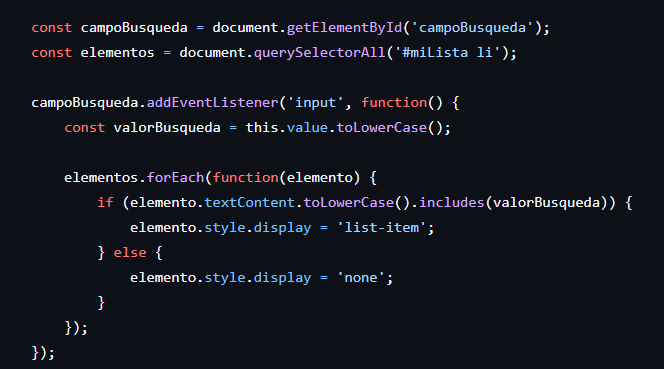 const campoBusqueda = document.getElementById('campoBusqueda');
const elementos = document.querySelectorAll('#miLista li');

campoBusqueda.addEventListener('input', function() {
    const valorBusqueda = this.value.toLowerCase();

    elementos.forEach(function(elemento) {
        if (elemento.textContent.toLowerCase().includes(valorBusqueda)) {
            elemento.style.display = 'list-item';
        } else {
            elemento.style.display = 'none';
        }
    });
});